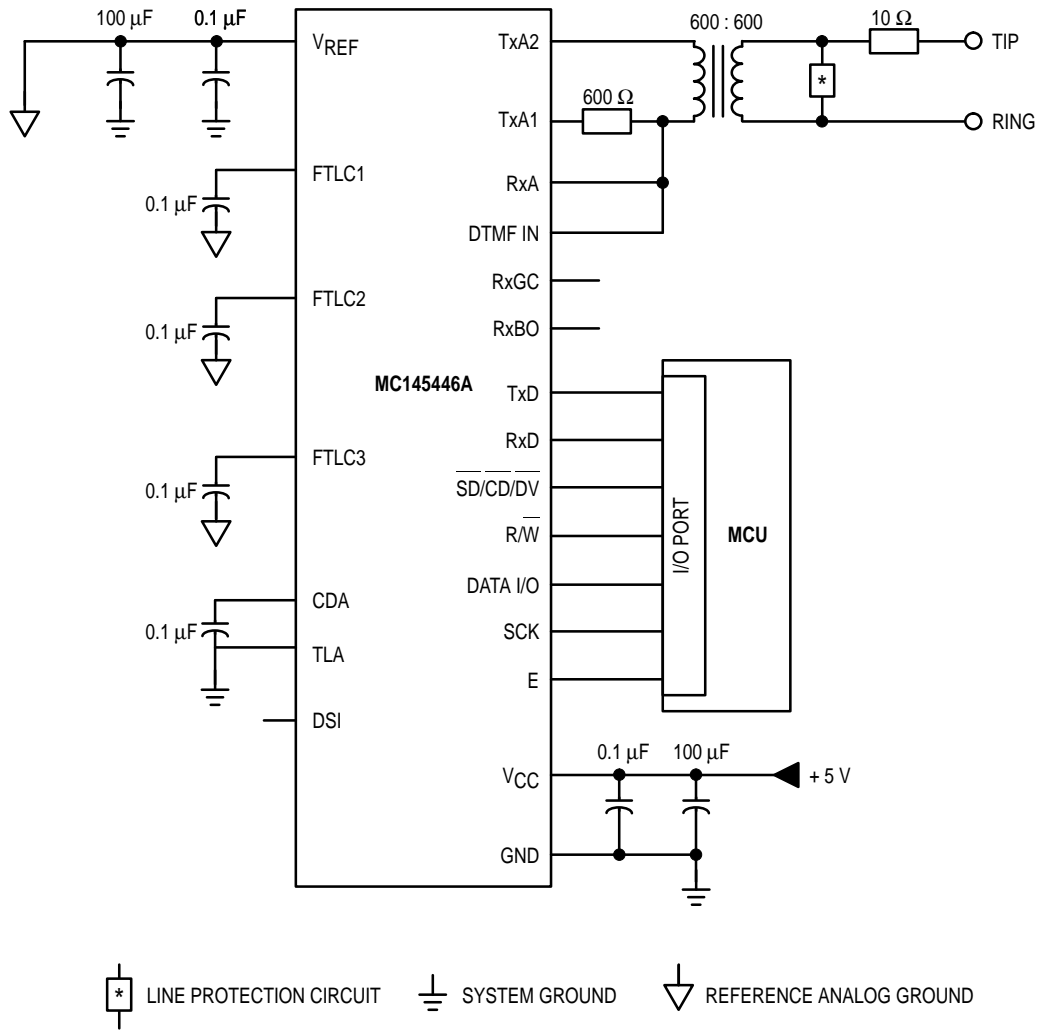 100 µF
0.1 µF
VREF
TxA2
600 : 600
10 Ω
TIP
*
600 Ω
TxA1
RING
FTLC1
0.1 µF
RxA
DTMF IN
RxGC
FTLC2
0.1 µF
RxBO
MC145446A
TxD
RxD
FTLC3
0.1 µF
SD/CD/DV
R/W
I/O PORT
MCU
DATA I/O
CDA
0.1 µF
SCK
TLA
E
DSI
0.1 µF
100 µF
VCC
+ 5 V
GND
* LINE PROTECTION CIRCUIT
SYSTEM GROUND
REFERENCE ANALOG GROUND